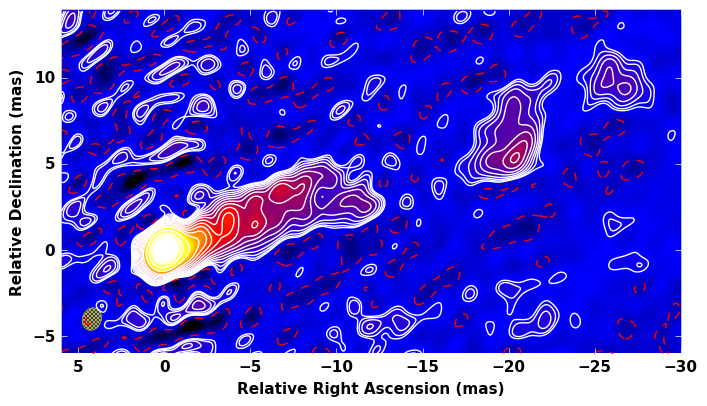 Relative Declination (mas)
10
5
0
−5
5 0 −5 −10 −15 −20 −25 −30
Relative Right Ascension (mas)